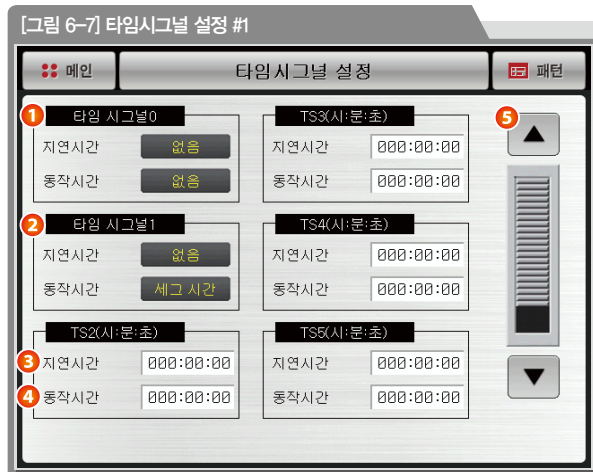 [그림 6-7] 타임시그널 설정 #1
메인
타임시그널 설정
패턴
1 타임 시그널0
지연시간 없음
동작시간 없음
2 타임 시그널1
지연시간 없음
동작시간 세그 시간
TS2(시:분:초)
3 지연시간 000:00:00
4 동작시간 000:00:00
TS3(시:분:초)
지연시간 000:00:00
동작시간 000:00:00
TS4(시:분:초)
지연시간 000:00:00
동작시간 000:00:00
TS5(시:분:초)
지연시간 000:00:00
동작시간 000:00:00
5